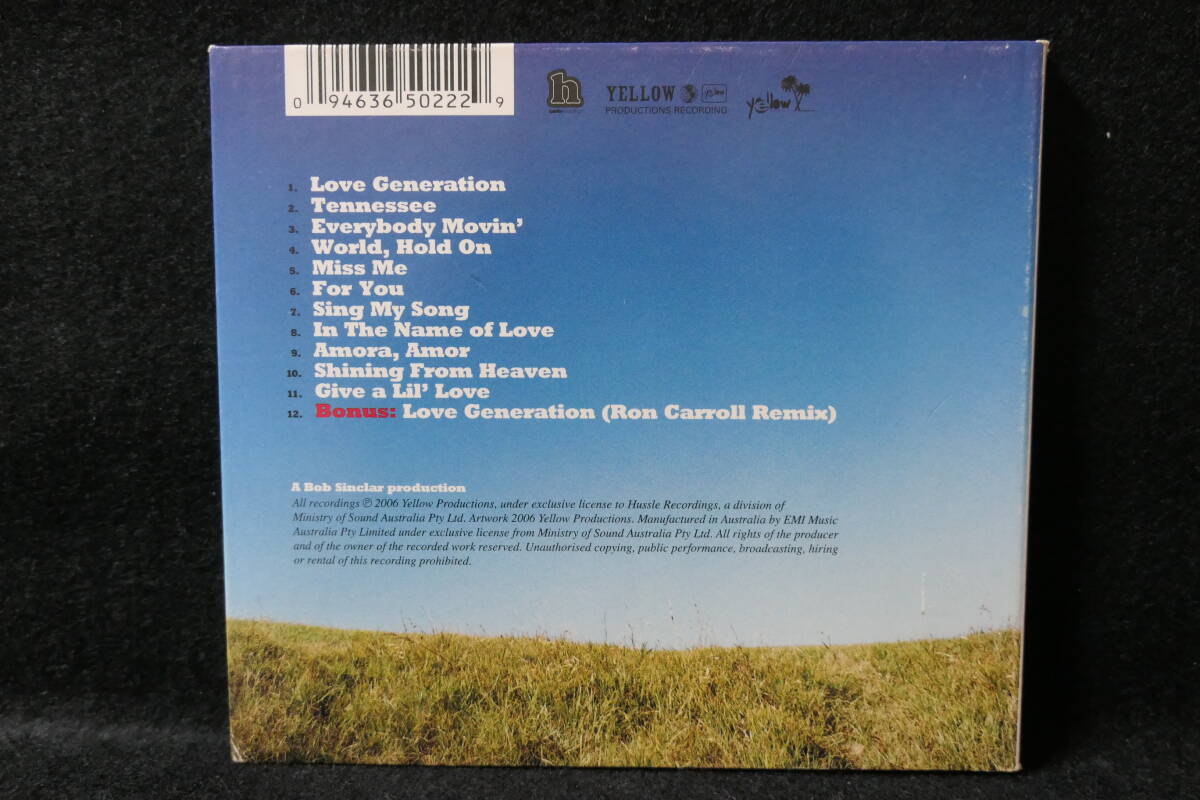 0 94636 50222 9
h
YELLOW
PRODUCTIONS RECORDING
yellow
1. Love Generation
2. Tennessee
3. Everybody Movin'
4. World, Hold On
5. Miss Me
6. For You
7. Sing My Song
8. In The Name of Love
9. Amora, Amor
10. Shining From Heaven
11. Give a Lil' Love
12. Bonus: Love Generation (Ron Carroll Remix)
A Bob Sinclar production
All recordings ℗ 2006 Yellow Productions, under exclusive license to Hussle Recordings, a division of
Ministry of Sound Australia Pty Ltd. Artwork 2006 Yellow Productions. Manufactured in Australia by EMI Music
Australia Pty Limited under exclusive license from Ministry of Sound Australia Pty Ltd. All rights of the producer
and of the owner of the recorded work reserved. Unauthorised copying, public performance, broadcasting, hiring
or rental of this recording prohibited.